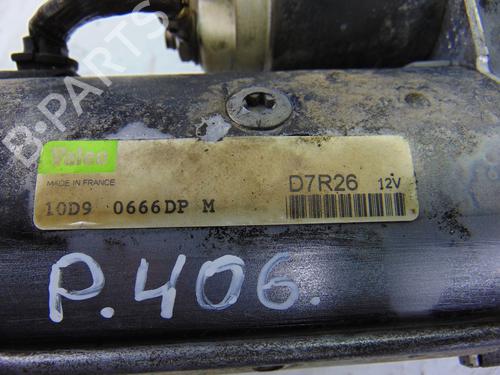 Valeo
MADE IN FRANCE
D7R26 12V
10D9 0666DP M
P.406.
B-PARTS